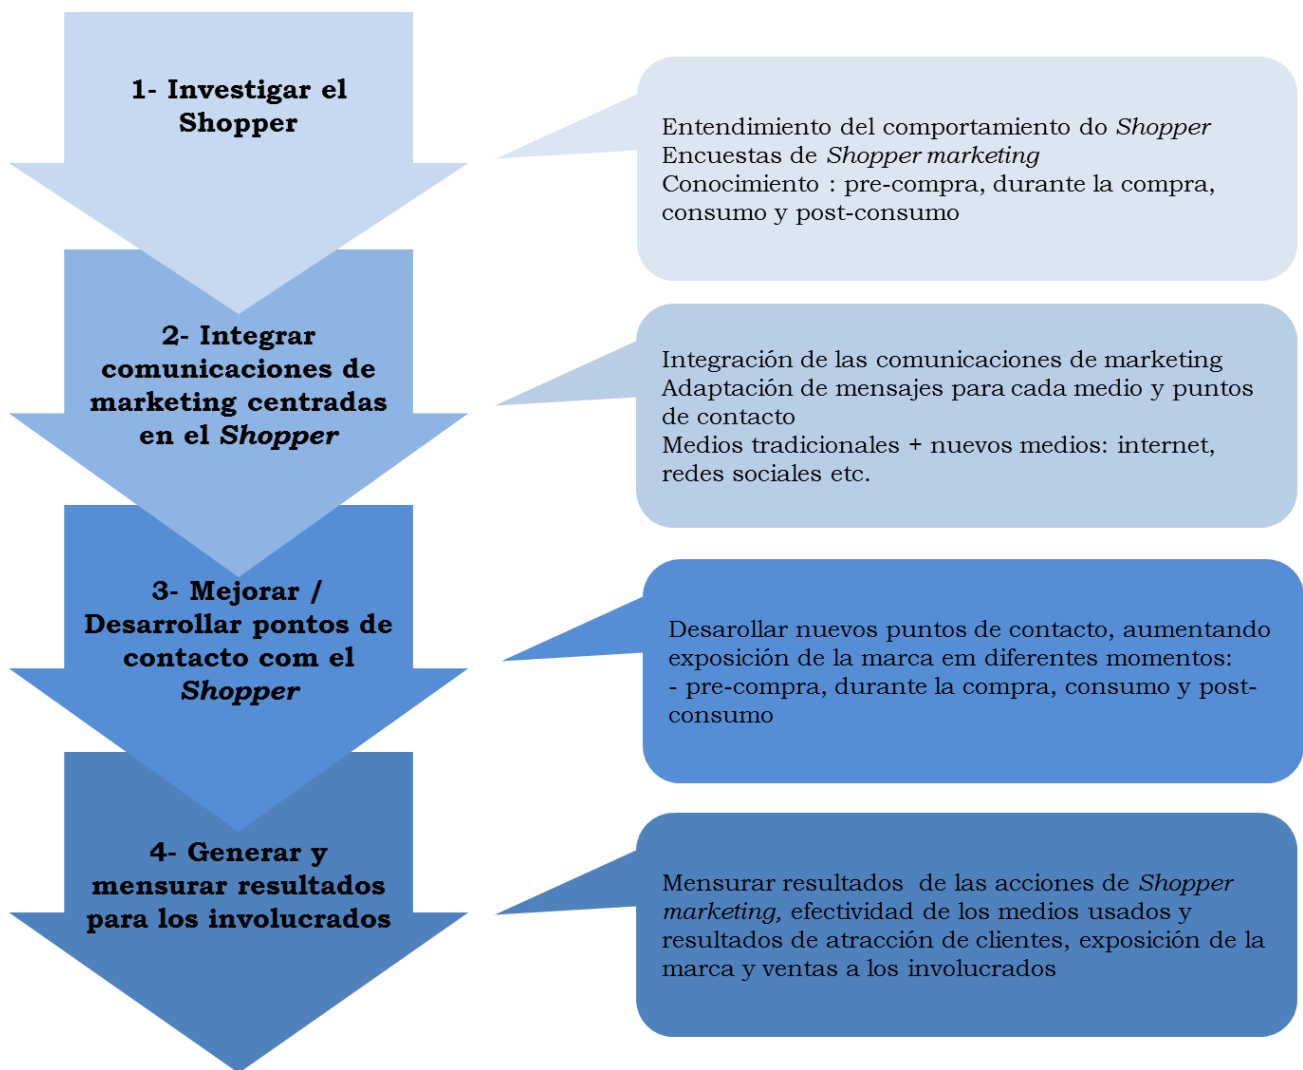 1- Investigar el
Shopper
Entendimiento del comportamiento do Shopper
Encuestas de Shopper marketing
Conocimiento : pre-compra, durante la compra,
consumo y post-consumo
2- Integrar
comunicaciones de
marketing centradas
en el Shopper
Integración de las comunicaciones de marketing
Adaptación de mensajes para cada medio y puntos
de contacto
Medios tradicionales + nuevos medios: internet,
redes sociales etc.
3- Mejorar /
Desarrollar pontos de
contacto com el
Shopper
Desarollar nuevos puntos de contacto, aumentando
exposición de la marca em diferentes momentos:
- pre-compra, durante la compra, consumo y post-
consumo
4- Generar y
mensurar resultados
para los involucrados
Mensurar resultados de las acciones de Shopper
marketing, efectividad de los medios usados y
resultados de atracción de clientes, exposición de la
marca y ventas a los involucrados